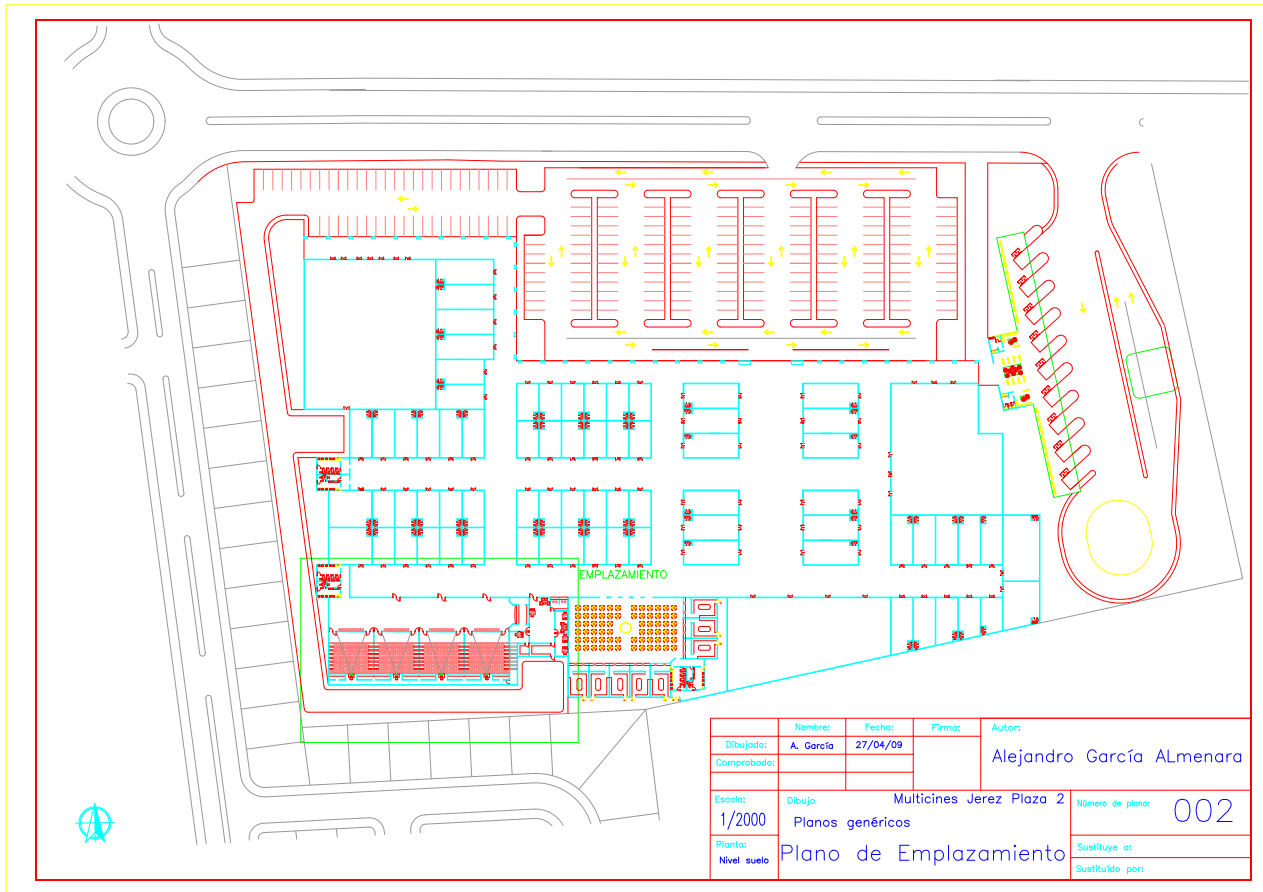 EMPLAZAMIENTO
Nombre: Fecha: Firma: Autor:
Dibujado: A. García 27/04/09
Alejandro García ALmenara
Comprobado:
Escala: 1/2000
Dibujo Multicines Jerez Plaza 2
Planos genéricos
Número de plano: 002
Planta: Nivel suelo
Plano de Emplazamiento
Sustituye a:
Sustituido por: